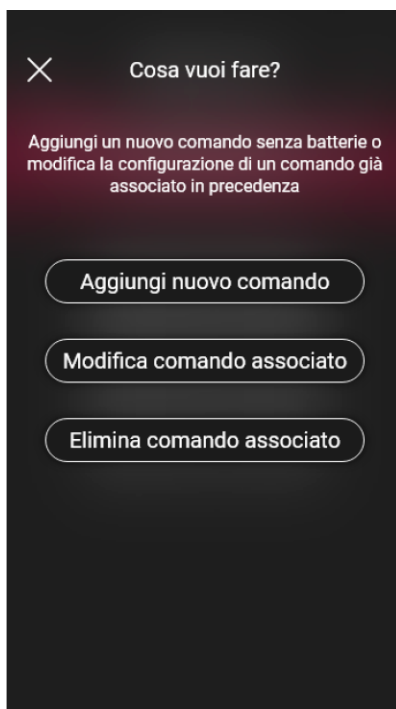 Cosa vuoi fare?
Aggiungi un nuovo comando senza batterie o
modifica la configurazione di un comando già
associato in precedenza
Aggiungi nuovo comando
Modifica comando associato
Elimina comando associato